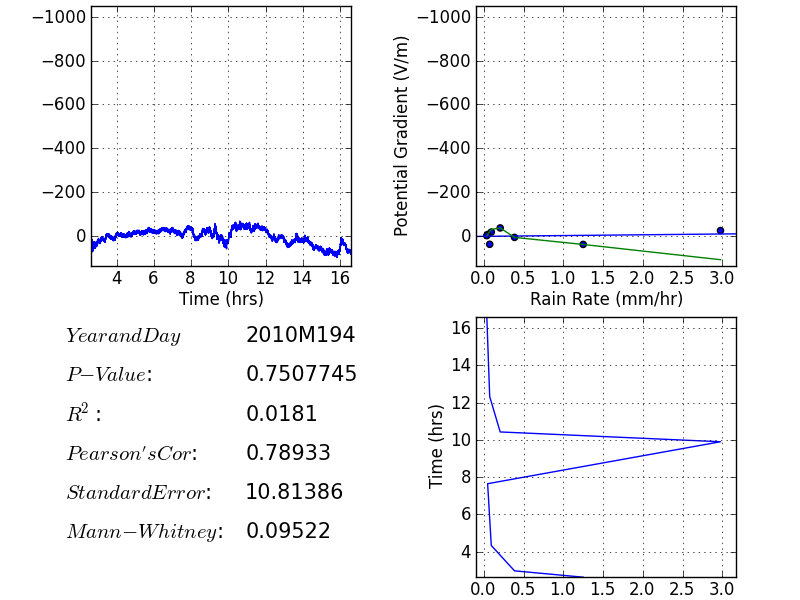 −1000
−800
−600
−400
−200
0
4 6 8 10 12 14 16
Time (hrs)
Potential Gradient (V/m)
−1000
−800
−600
−400
−200
0
0.0 0.5 1.0 1.5 2.0 2.5 3.0
Rain Rate (mm/hr)
YearandDay 2010M194
P−Value: 0.7507745
R²: 0.0181
Pearson'sCor: 0.78933
StandardError: 10.81386
Mann−Whitney: 0.09522
Time (hrs)
16
14
12
10
8
6
4
0.0 0.5 1.0 1.5 2.0 2.5 3.0